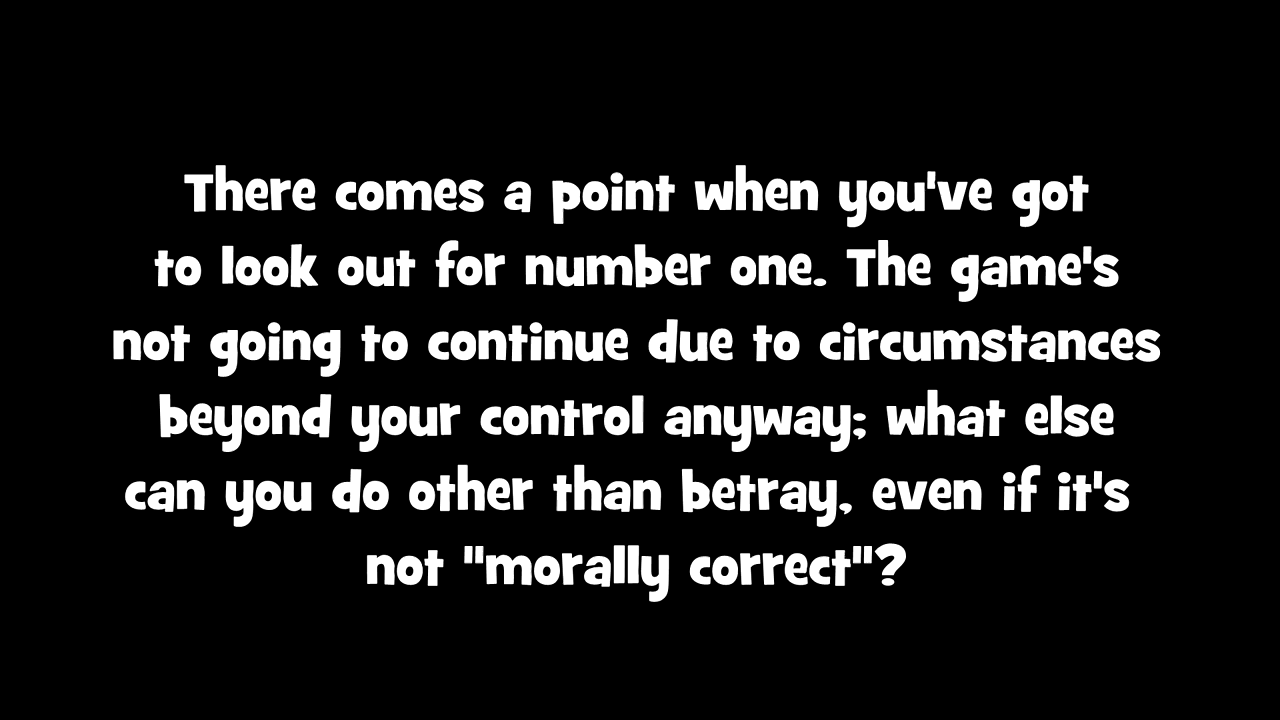 There comes a point when you've got
to look out for number one. The game's
not going to continue due to circumstances
beyond your control anyway; what else
can you do other than betray, even if it's
not "morally correct"?